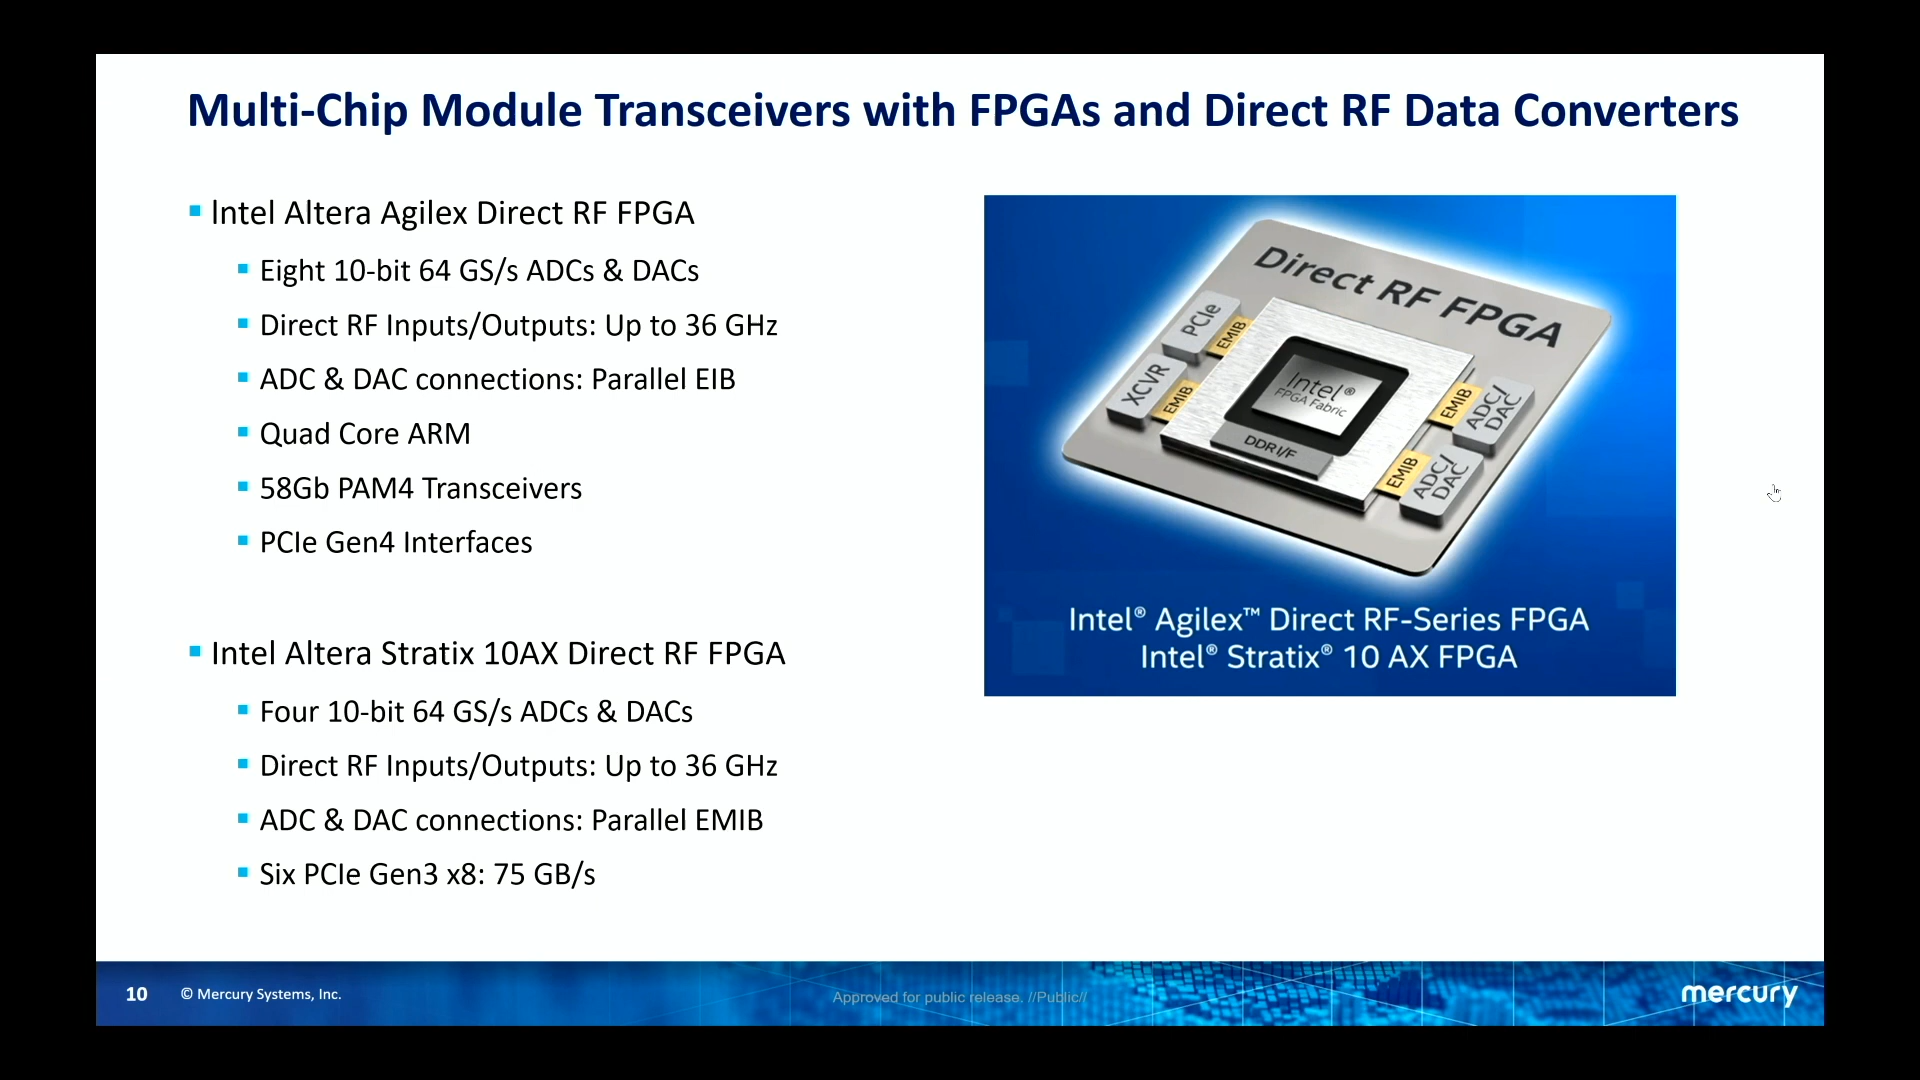 Multi-Chip Module Transceivers with FPGAs and Direct RF Data Converters
Intel Altera Agilex Direct RF FPGA
Eight 10-bit 64 GS/s ADCs & DACs
Direct RF Inputs/Outputs: Up to 36 GHz
ADC & DAC connections: Parallel EIB
Quad Core ARM
58Gb PAM4 Transceivers
PCIe Gen4 Interfaces
Intel Altera Stratix 10AX Direct RF FPGA
Four 10-bit 64 GS/s ADCs & DACs
Direct RF Inputs/Outputs: Up to 36 GHz
ADC & DAC connections: Parallel EMIB
Six PCIe Gen3 x8: 75 GB/s
Direct RF FPGA
PCIe
EMIB
XCVR
EMIB
Intel®
FPGA Fabric
DDR I/F
EMIB
ADC/
DAC
EMIB
ADC/
DAC
Intel® Agilex™ Direct RF-Series FPGA
Intel® Stratix® 10 AX FPGA
10
© Mercury Systems, Inc.
Approved for public release. //Public//
mercury